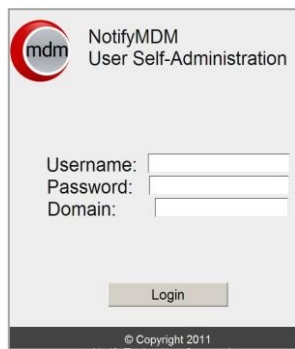 mdm
NotifyMDM
User Self-Administration
Username:
Password:
Domain:
Login
© Copyright 2011